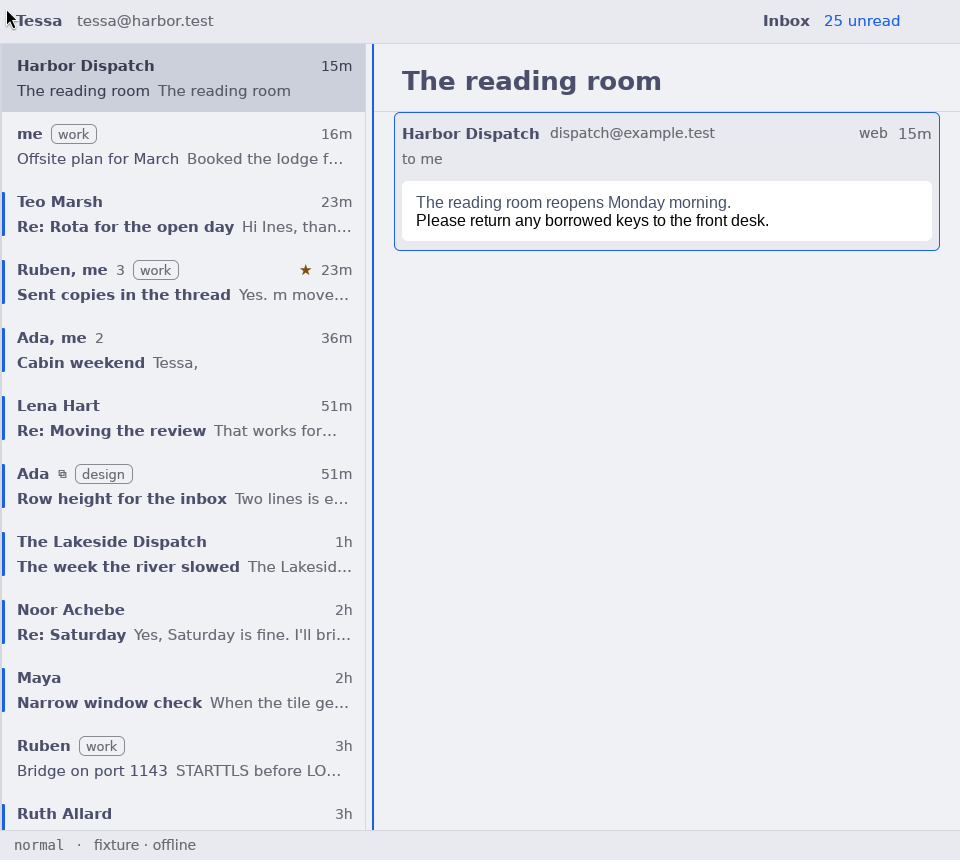 Tessa tessa@harbor.test Inbox 25 unread
Harbor Dispatch 15m
The reading room The reading room
me work 16m
Offsite plan for March Booked the lodge f…
Teo Marsh 23m
Re: Rota for the open day Hi Ines, than…
Ruben, me 3 work ★ 23m
Sent copies in the thread Yes. m move…
Ada, me 2 36m
Cabin weekend Tessa,
Lena Hart 51m
Re: Moving the review That works for…
Ada ⧉ design 51m
Row height for the inbox Two lines is e…
The Lakeside Dispatch 1h
The week the river slowed The Lakesid…
Noor Achebe 2h
Re: Saturday Yes, Saturday is fine. I'll bri…
Maya 2h
Narrow window check When the tile ge…
Ruben work 3h
Bridge on port 1143 STARTTLS before LO…
Ruth Allard 3h
The reading room
Harbor Dispatch dispatch@example.test web 15m
to me
The reading room reopens Monday morning.
Please return any borrowed keys to the front desk.
normal · fixture · offline